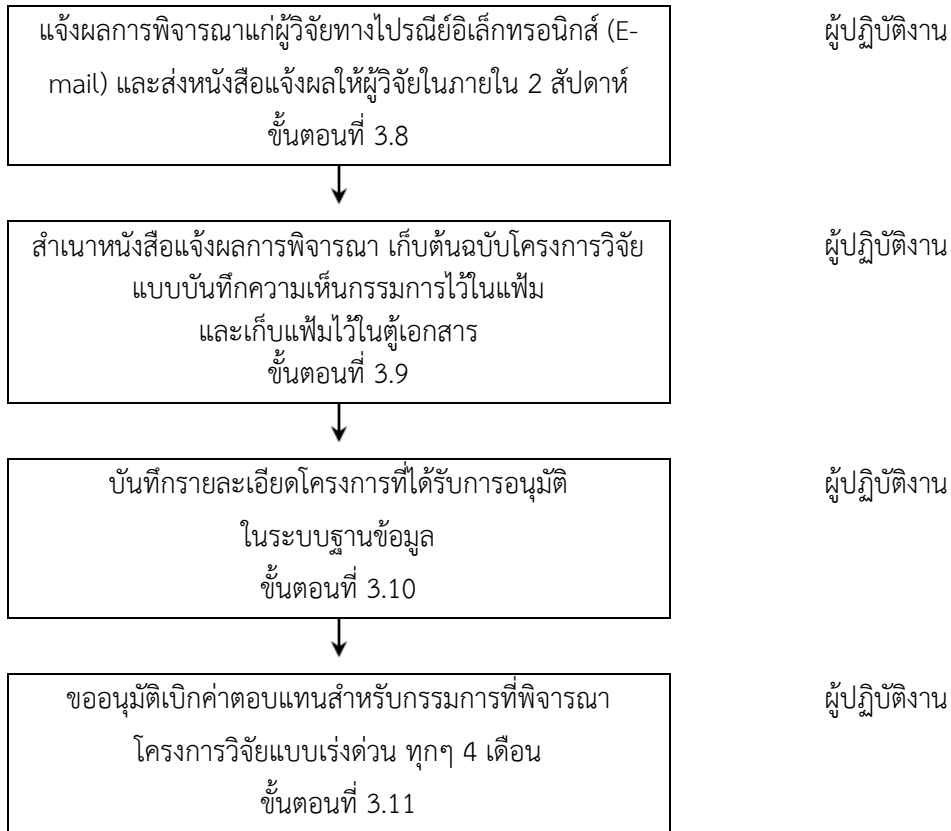 แจ้งผลการพิจารณาแก่ผู้วิจัยทางไปรณีย์อิเล็กทรอนิกส์ (E-
mail) และส่งหนังสือแจ้งผลให้ผู้วิจัยในภายใน 2 สัปดาห์
ขั้นตอนที่ 3.8
ผู้ปฏิบัติงาน
สำเนาหนังสือแจ้งผลการพิจารณา เก็บต้นฉบับโครงการวิจัย
แบบบันทึกความเห็นกรรมการไว้ในแฟ้ม
และเก็บแฟ้มไว้ในตู้เอกสาร
ขั้นตอนที่ 3.9
ผู้ปฏิบัติงาน
บันทึกรายละเอียดโครงการที่ได้รับการอนุมัติ
ในระบบฐานข้อมูล
ขั้นตอนที่ 3.10
ผู้ปฏิบัติงาน
ขออนุมัติเบิกค่าตอบแทนสำหรับกรรมการที่พิจารณา
โครงการวิจัยแบบเร่งด่วน ทุกๆ 4 เดือน
ขั้นตอนที่ 3.11
ผู้ปฏิบัติงาน